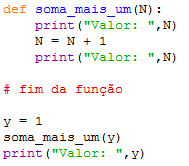 def soma_mais_um(N):
    print("Valor: ",N)
    N = N + 1
    print("Valor: ",N)
# fim da função
y = 1
soma_mais_um(y)
print("Valor: ",y)